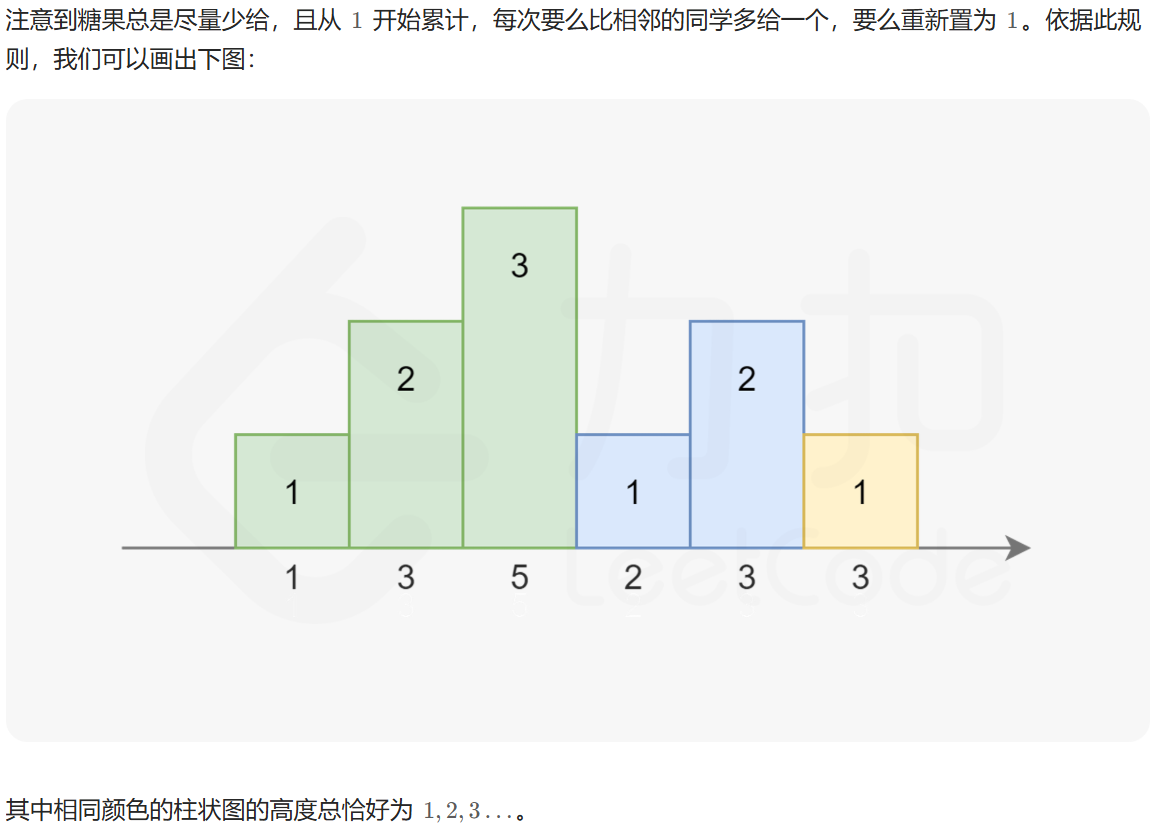 注意到糖果总是尽量少给，且从 1 开始累计，每次要么比相邻的同学多给一个，要么重新置为 1。依据此规
则，我们可以画出下图：
3
2
2
1
1
1
1
3
5
2
3
3
力扣
LeetCode
其中相同颜色的柱状图的高度总恰好为 1, 2, 3 . . .。